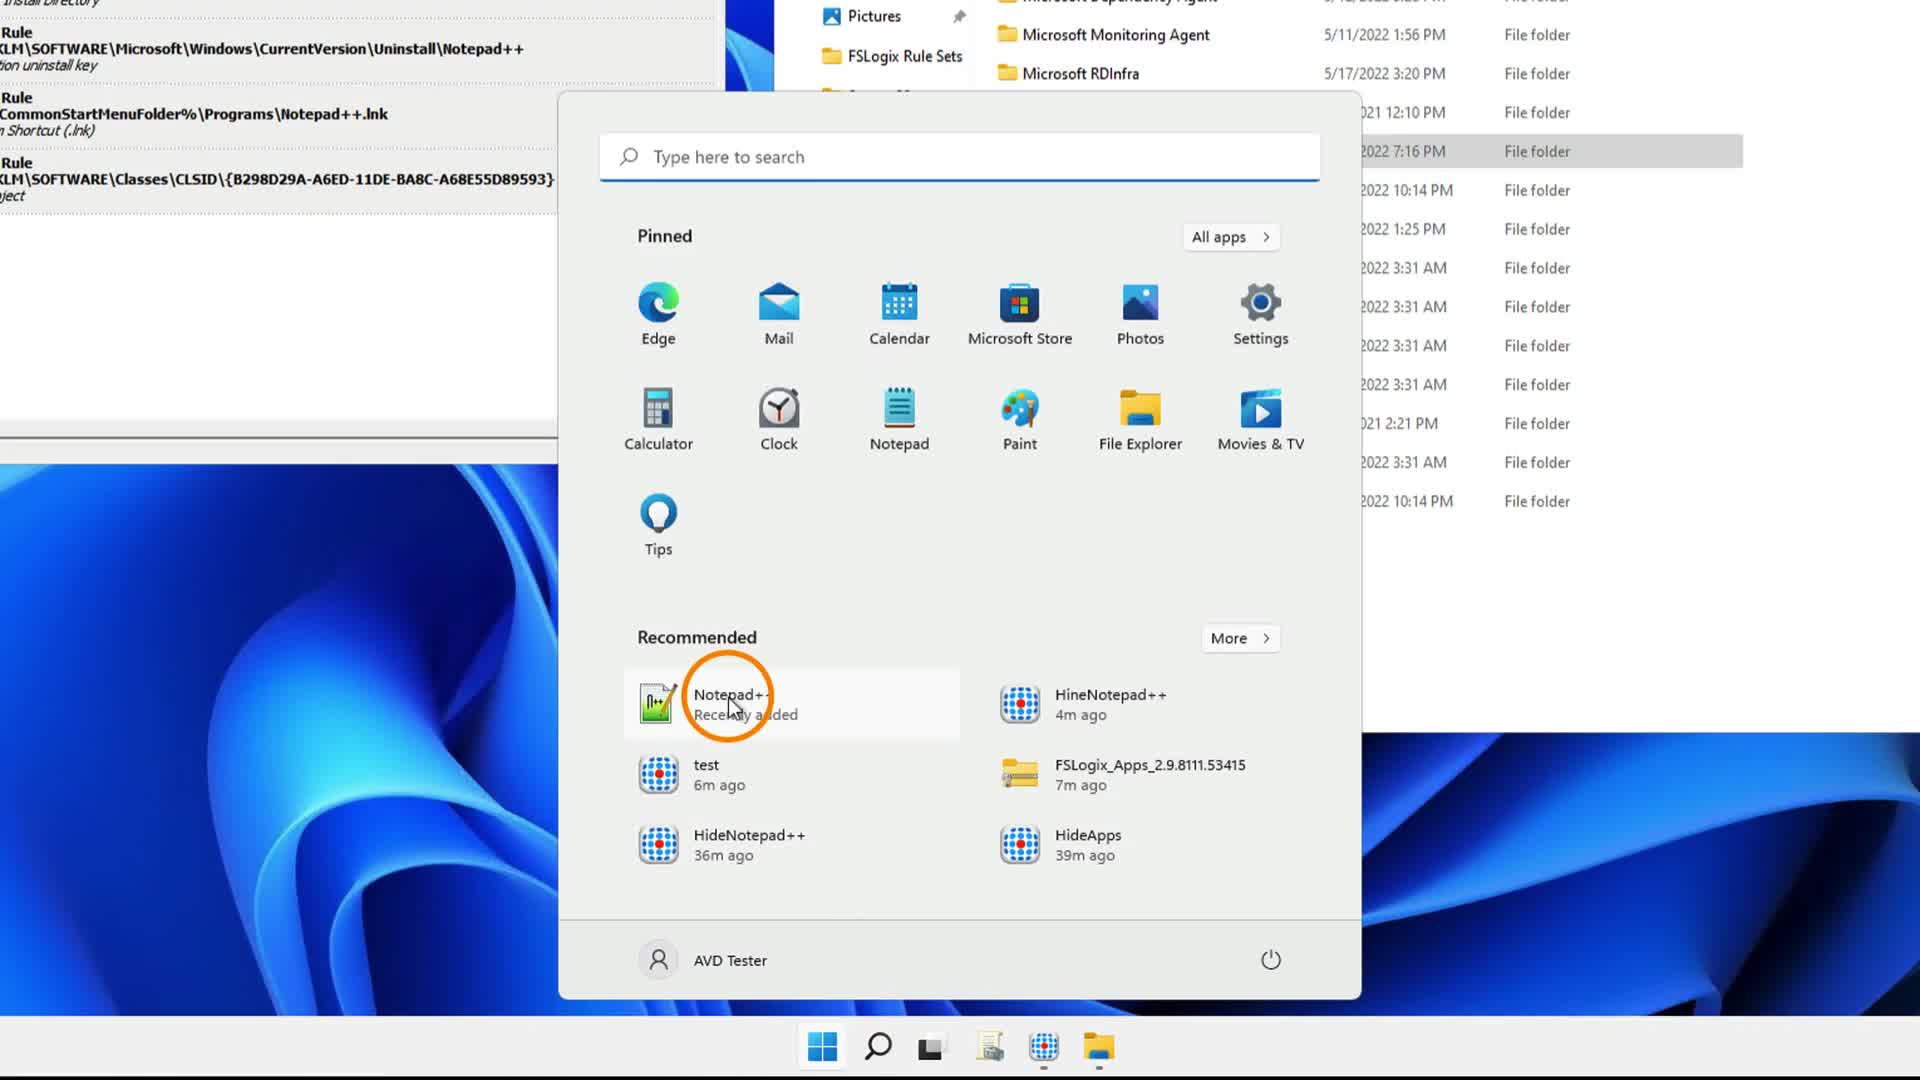 Install Directory
Rule
KLM\SOFTWARE\Microsoft\Windows\CurrentVersion\Uninstall\Notepad++
tion uninstall key
Rule
CommonStartMenuFolder%\Programs\Notepad++.lnk
n Shortcut (.lnk)
Rule
KLM\SOFTWARE\Classes\CLSID\{B298D29A-A6ED-11DE-BA8C-A68E55D89593}
ject
Pictures
FSLogix Rule Sets
Microsoft Dependency Agent
Microsoft Monitoring Agent 5/11/2022 1:56 PM File folder
Microsoft RDInfra 5/17/2022 3:20 PM File folder
021 12:10 PM File folder
2022 7:16 PM File folder
2022 10:14 PM File folder
2022 1:25 PM File folder
2022 3:31 AM File folder
2022 3:31 AM File folder
2022 3:31 AM File folder
2022 3:31 AM File folder
021 2:21 PM File folder
2022 3:31 AM File folder
2022 10:14 PM File folder
Type here to search
Pinned
All apps >
Edge
Mail
Calendar
Microsoft Store
Photos
Settings
Calculator
Clock
Notepad
Paint
File Explorer
Movies & TV
Tips
Recommended
More >
Notepad++
Recently added
HineNotepad++
4m ago
test
6m ago
FSLogix_Apps_2.9.8111.53415
7m ago
HideNotepad++
36m ago
HideApps
39m ago
AVD Tester